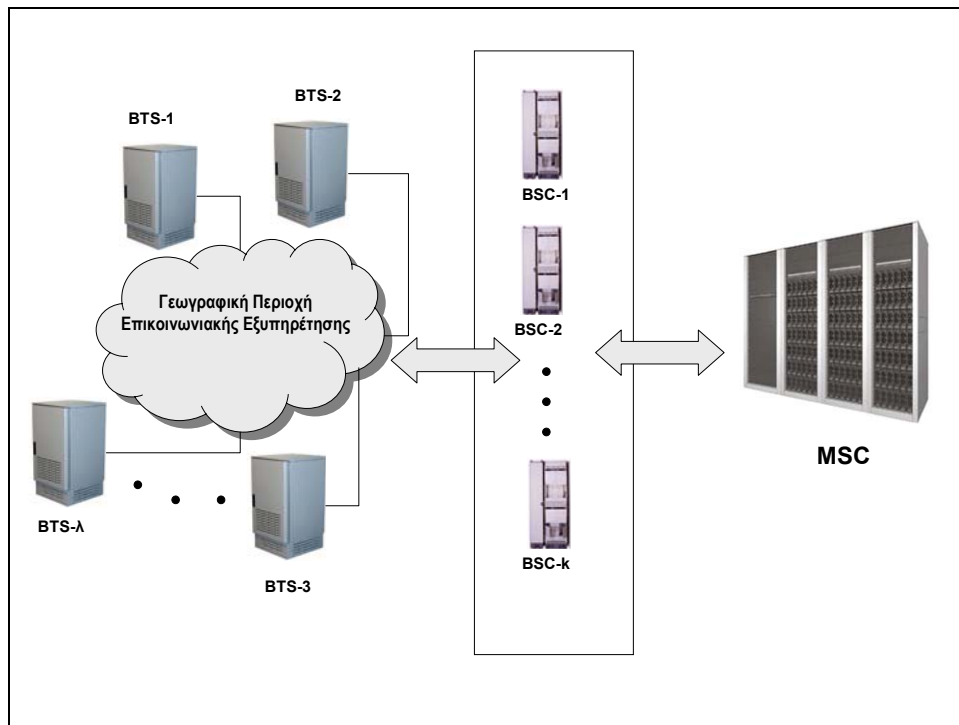 BTS-1
BTS-2
BSC-1
Γεωγραφική Περιοχή
Επικοινωνιακής Εξυπηρέτησης
BSC-2
MSC
BTS-λ
BTS-3
BSC-k